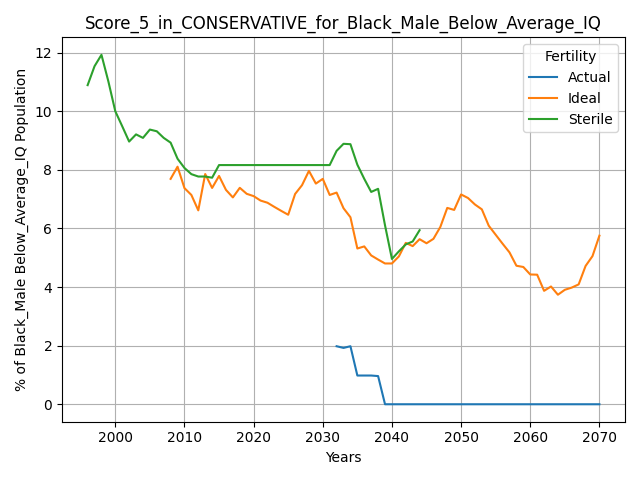 Score_5_in_CONSERVATIVE_for_Black_Male_Below_Average_IQ
Fertility
Actual
Ideal
Sterile
% of Black_Male Below_Average_IQ Population
12
10
8
6
4
2
0
2000 2010 2020 2030 2040 2050 2060 2070
Years